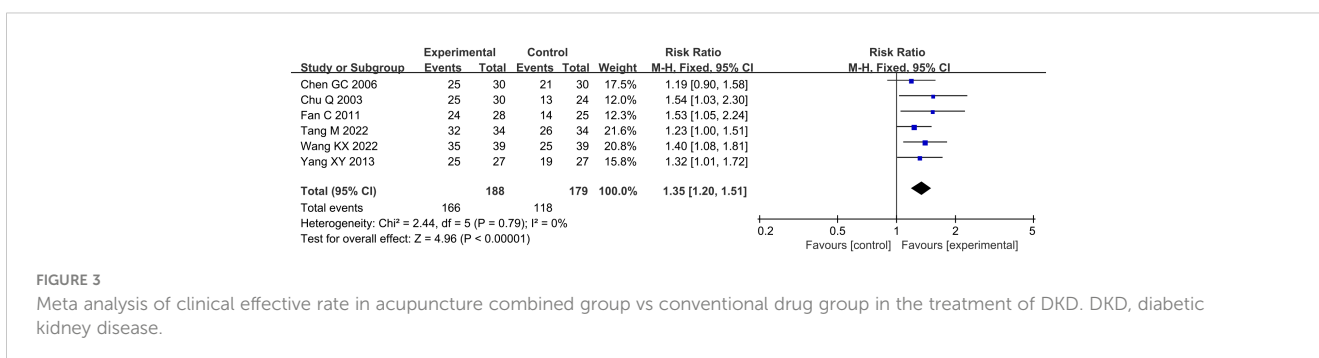 Experimental Control Risk Ratio Risk Ratio
Study or Subgroup Events Total Events Total Weight M-H, Fixed, 95% CI M-H, Fixed, 95% CI
Chen GC 2006 25 30 21 30 17.5% 1.19 [0.90, 1.58]
Chu Q 2003 25 30 13 24 12.0% 1.54 [1.03, 2.30]
Fan C 2011 24 28 14 25 12.3% 1.53 [1.05, 2.24]
Tang M 2022 32 34 26 34 21.6% 1.23 [1.00, 1.51]
Wang KX 2022 35 39 25 39 20.8% 1.40 [1.08, 1.81]
Yang XY 2013 25 27 19 27 15.8% 1.32 [1.01, 1.72]
Total (95% CI) 188 179 100.0% 1.35 [1.20, 1.51]
Total events 166 118
Heterogeneity: Chi² = 2.44, df = 5 (P = 0.79); I² = 0%
Test for overall effect: Z = 4.96 (P < 0.00001)
0.2 0.5 1 2 5
Favours [control] Favours [experimental]
FIGURE 3
Meta analysis of clinical effective rate in acupuncture combined group vs conventional drug group in the treatment of DKD. DKD, diabetic
kidney disease.